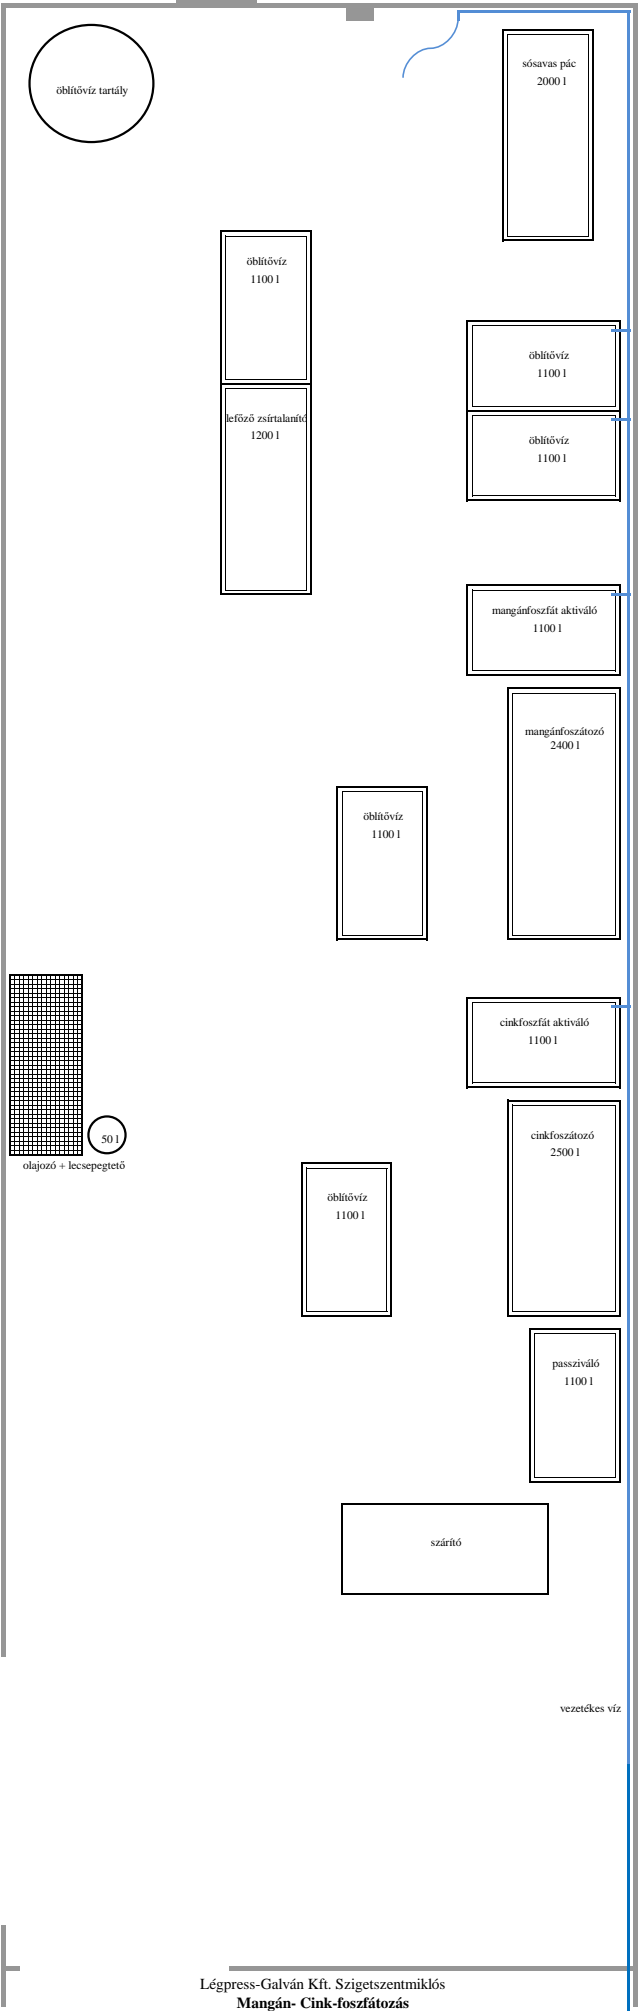 öblítővíz tartály
sósavas pác
2000 l
öblítővíz
1100 l
lefőző zsírtalanító
1200 l
öblítővíz
1100 l
öblítővíz
1100 l
mangánfoszfát aktiváló
1100 l
mangánfoszátozó
2400 l
öblítővíz
1100 l
cinkfoszfát aktiváló
1100 l
50 l
olajozó + lecsepegtető
cinkfoszátozó
2500 l
öblítővíz
1100 l
passziváló
1100 l
szárító
vezetékes víz
Légpress-Galván Kft. Szigetszentmiklós
Mangán- Cink-foszfátozás